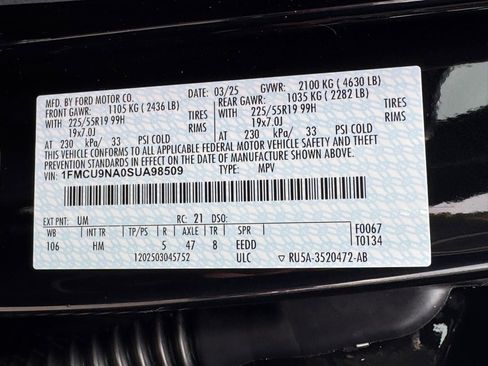 MFD. BY FORD MOTOR CO. DATE: 03/25 GVWR: 2100 KG ( 4630 LB)
FRONT GAWR: 1105 KG ( 2436 LB) REAR GAWR: 1035 KG ( 2282 LB)
WITH 225/55R19 99H TIRES WITH 225/55R19 99H TIRES
19x7.0J RIMS 19x7.0J RIMS
AT 230 kPa/ 33 PSI COLD AT 230 kPa/ 33 PSI COLD
THIS VEHICLE CONFORMS TO ALL APPLICABLE FEDERAL MOTOR VEHICLE SAFETY AND THEFT
PREVENTION STANDARDS IN EFFECT ON THE DATE OF MANUFACTURE SHOWN ABOVE.
VIN: 1FMCU9NA0SUA98509 TYPE: MPV
EXT PNT: UM RC: 21 DSO: F0067
WB INT TR TP/PS R AXLE TR SPR T0134
106 HM 5 47 8 EEDD
1202503045752 ULC RU5A-3520472-AB